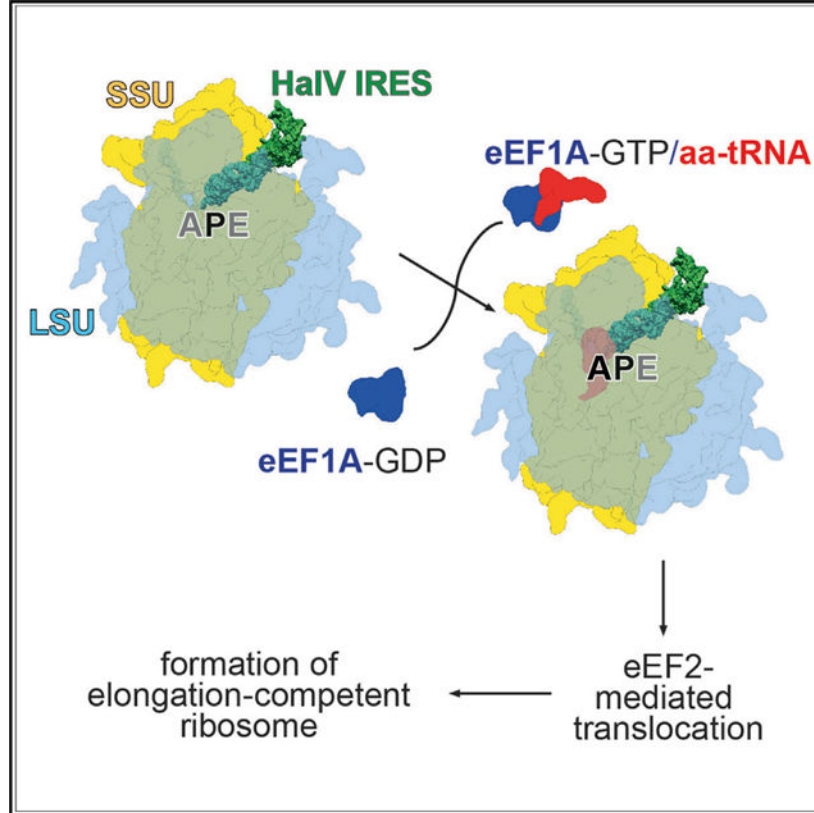 SSU
HalV IRES
APE
LSU
eEF1A-GTP/aa-tRNA
eEF1A-GDP
APE
eEF2-
mediated
translocation
formation of
elongation-competent
ribosome